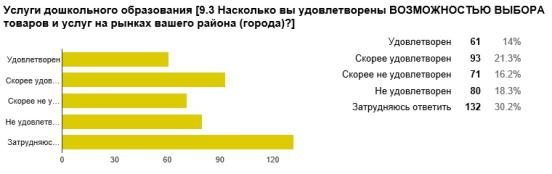 Услуги дошкольного образования [9.3 Насколько вы удовлетворены ВОЗМОЖНОСТЬЮ ВЫБОРА
товаров и услуг на рынках вашего района (города)?]
Удовлетворен
Скорее удов…
Скорее не у…
Не удовлетв…
Затрудняюс…
0 30 60 90 120
Удовлетворен 61 14%
Скорее удовлетворен 93 21.3%
Скорее не удовлетворен 71 16.2%
Не удовлетворен 80 18.3%
Затрудняюсь ответить 132 30.2%